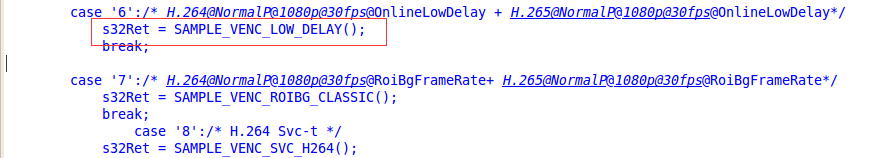 case '6':/* H.264@NormalP@1080p@30fps@OnlineLowDelay + H.265@NormalP@1080p@30fps@OnlineLowDelay*/
s32Ret = SAMPLE_VENC_LOW_DELAY();
break;
case '7':/* H.264@NormalP@1080p@30fps@RoiBgFrameRate+ H.265@NormalP@1080p@30fps@RoiBgFrameRate*/
s32Ret = SAMPLE_VENC_ROIBG_CLASSIC();
break;
case '8':/* H.264 Svc-t */
s32Ret = SAMPLE_VENC_SVC_H264();